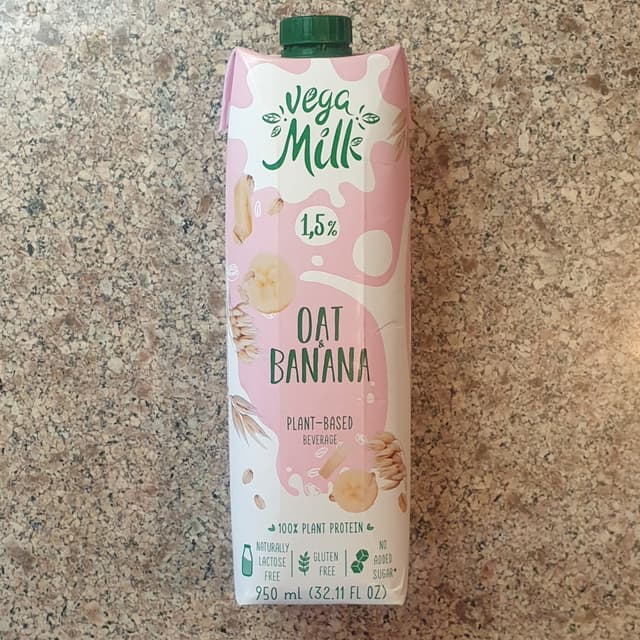 vega
Milk
1,5%
OAT
&
BANANA
PLANT-BASED
BEVERAGE
100% PLANT PROTEIN
NATURALLY
LACTOSE
FREE
GLUTEN
FREE
NO
ADDED
SUGAR*
950 ml (32.11 FL OZ)